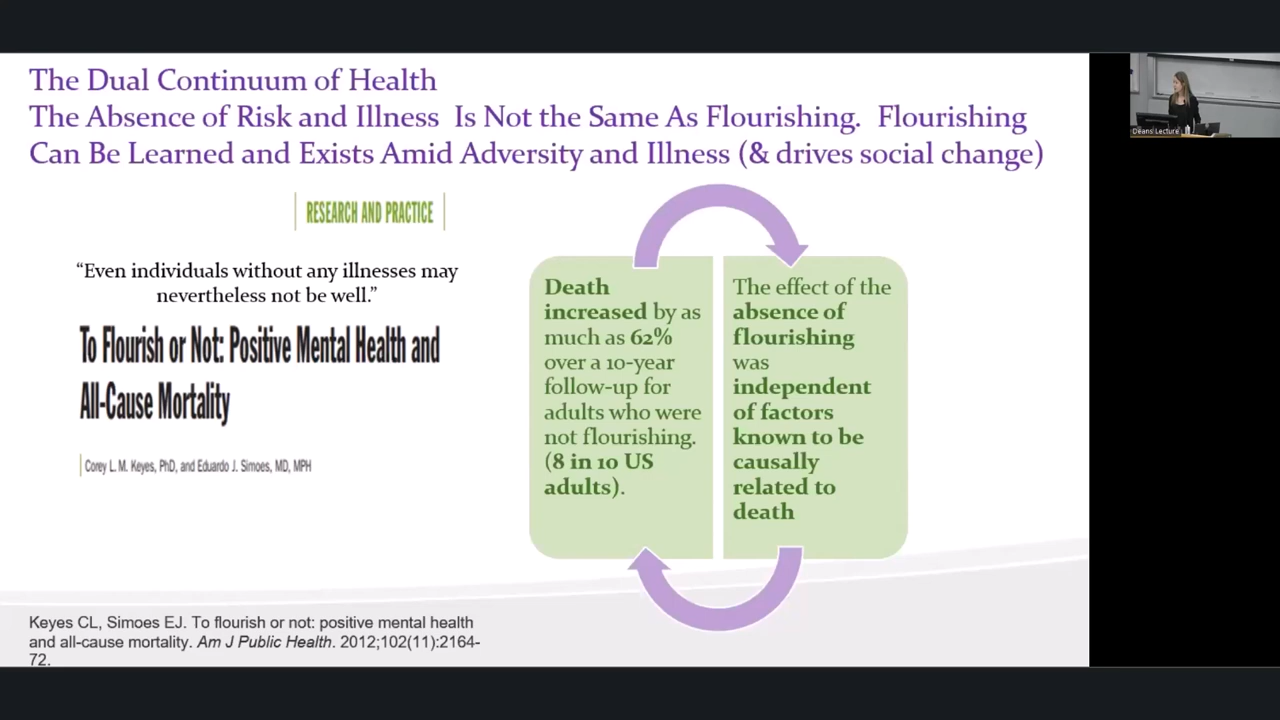 The Dual Continuum of Health
The Absence of Risk and Illness Is Not the Same As Flourishing. Flourishing
Can Be Learned and Exists Amid Adversity and Illness (& drives social change)
RESEARCH AND PRACTICE
“Even individuals without any illnesses may
nevertheless not be well.”
To Flourish or Not: Positive Mental Health and
All-Cause Mortality
Corey L. M. Keyes, PhD, and Eduardo J. Simoes, MD, MPH
Death
increased by as
much as 62%
over a 10-year
follow-up for
adults who were
not flourishing.
(8 in 10 US
adults).
The effect of the
absence of
flourishing
was
independent
of factors
known to be
causally
related to
death
Keyes CL, Simoes EJ. To flourish or not: positive mental health
and all-cause mortality. Am J Public Health. 2012;102(11):2164-
72.
Deans Lecture